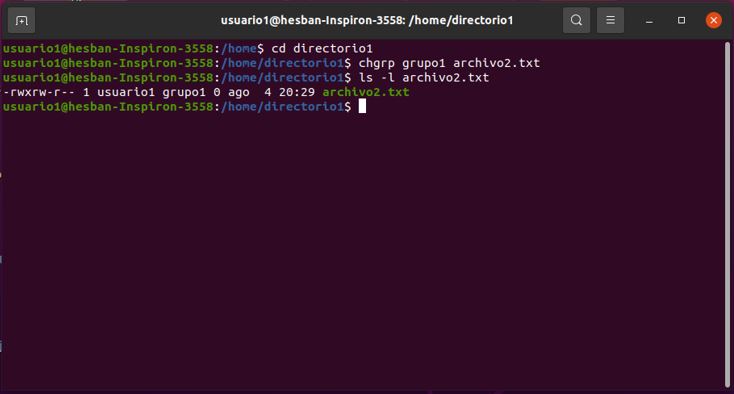 usuario1@hesban-Inspiron-3558: /home/directorio1
usuario1@hesban-Inspiron-3558:/home$ cd directorio1
usuario1@hesban-Inspiron-3558:/home/directorio1$ chgrp grupo1 archivo2.txt
usuario1@hesban-Inspiron-3558:/home/directorio1$ ls -l archivo2.txt
-rwxrw-r-- 1 usuario1 grupo1 0 ago  4 20:29 archivo2.txt
usuario1@hesban-Inspiron-3558:/home/directorio1$